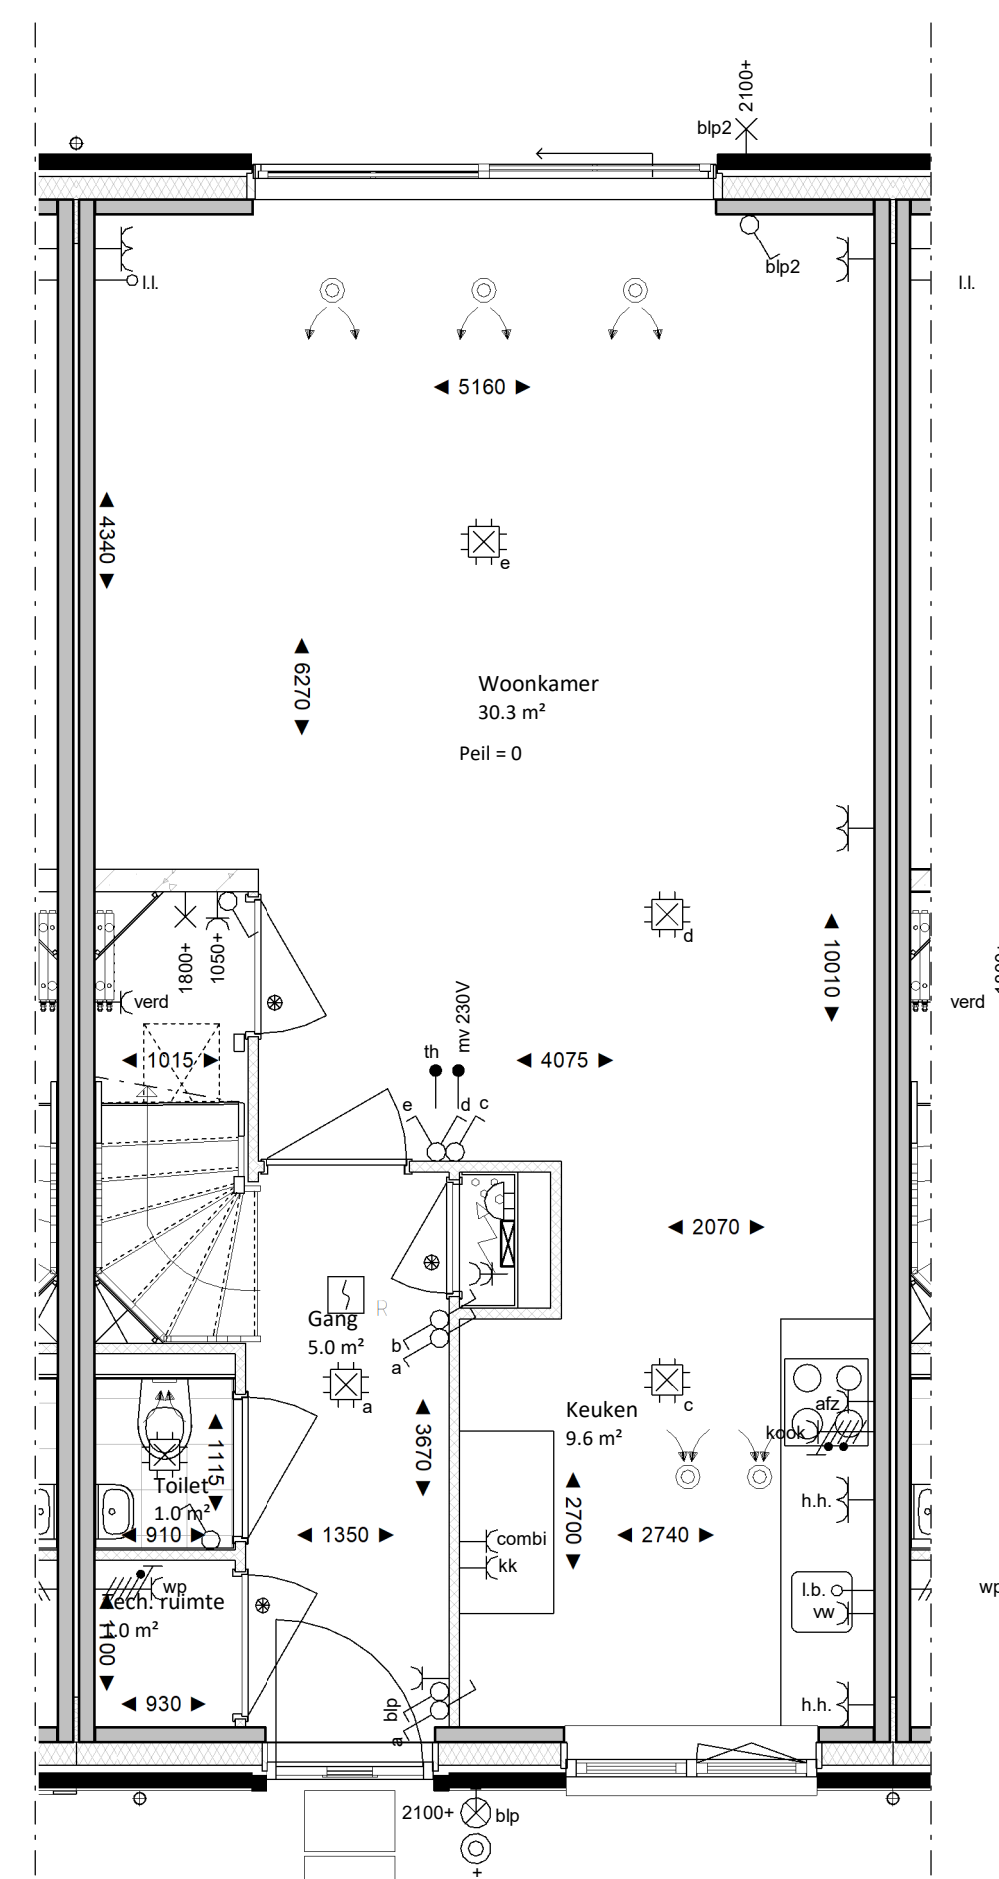 2100+
blp2
blp2
l.l.
l.l.
5160
4340
e
6270
Woonkamer
30.3 m²
Peil = 0
d
1800+
1050+
10010
verd
verd
mv 230V
th
1015
4075
e
d
c
2070
Gang
R
5.0 m²
b
a
a
c
Keuken
9.6 m²
afz
kook
1115
3670
Toilet
1.0 m²
h.h.
2700
910
1350
2740
combi
kk
wp
wp
l.b.
vw
Tech. ruimte
1.0 m²
1100
930
blp
a
h.h.
2100+
blp
+